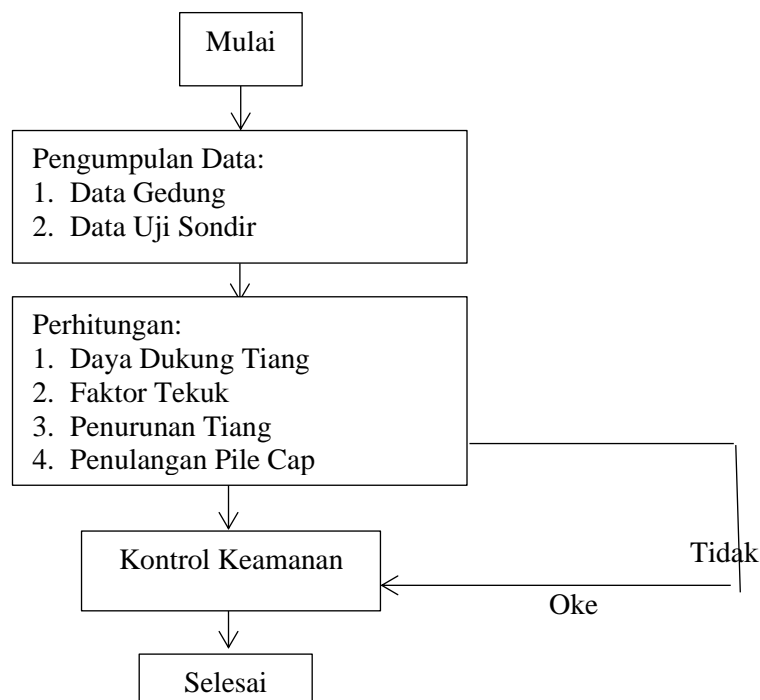 Mulai
Pengumpulan Data:
1. Data Gedung
2. Data Uji Sondir
Perhitungan:
1. Daya Dukung Tiang
2. Faktor Tekuk
3. Penurunan Tiang
4. Penulangan Pile Cap
Kontrol Keamanan
Tidak
Oke
Selesai